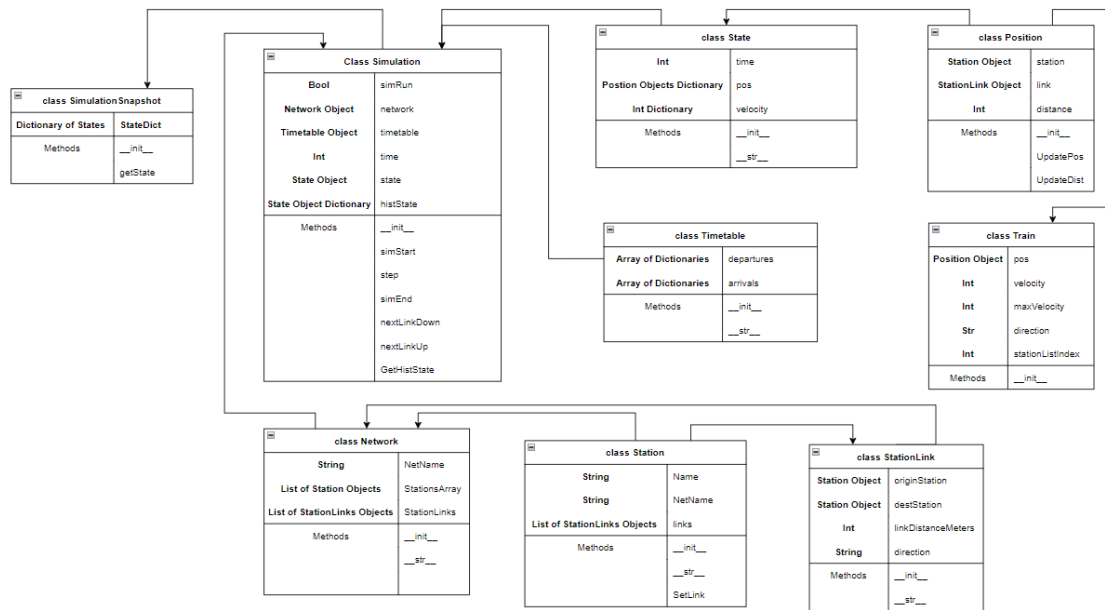 class SimulationSnapshot
Dictionary of States StateDict
Methods __init__
getState
Class Simulation
Bool simRun
Network Object network
Timetable Object timetable
Int time
State Object state
State Object Dictionary histState
Methods __init__
simStart
step
simEnd
nextLinkDown
nextLinkUp
GetHistState
class State
Int time
Postion Objects Dictionary pos
Int Dictionary velocity
Methods __init__
__str__
class Position
Station Object station
StationLink Object link
Int distance
Methods __init__
UpdatePos
UpdateDist
class Timetable
Array of Dictionaries departures
Array of Dictionaries arrivals
Methods __init__
__str__
class Train
Position Object pos
Int velocity
Int maxVelocity
Str direction
Int stationListIndex
Methods __init__
class Network
String NetName
List of Station Objects StationsArray
List of StationLinks Objects StationLinks
Methods __init__
__str__
class Station
String Name
String NetName
List of StationLinks Objects links
Methods __init__
__str__
SetLink
class StationLink
Station Object originStation
Station Object destStation
Int linkDistanceMeters
String direction
Methods __init__
__str__